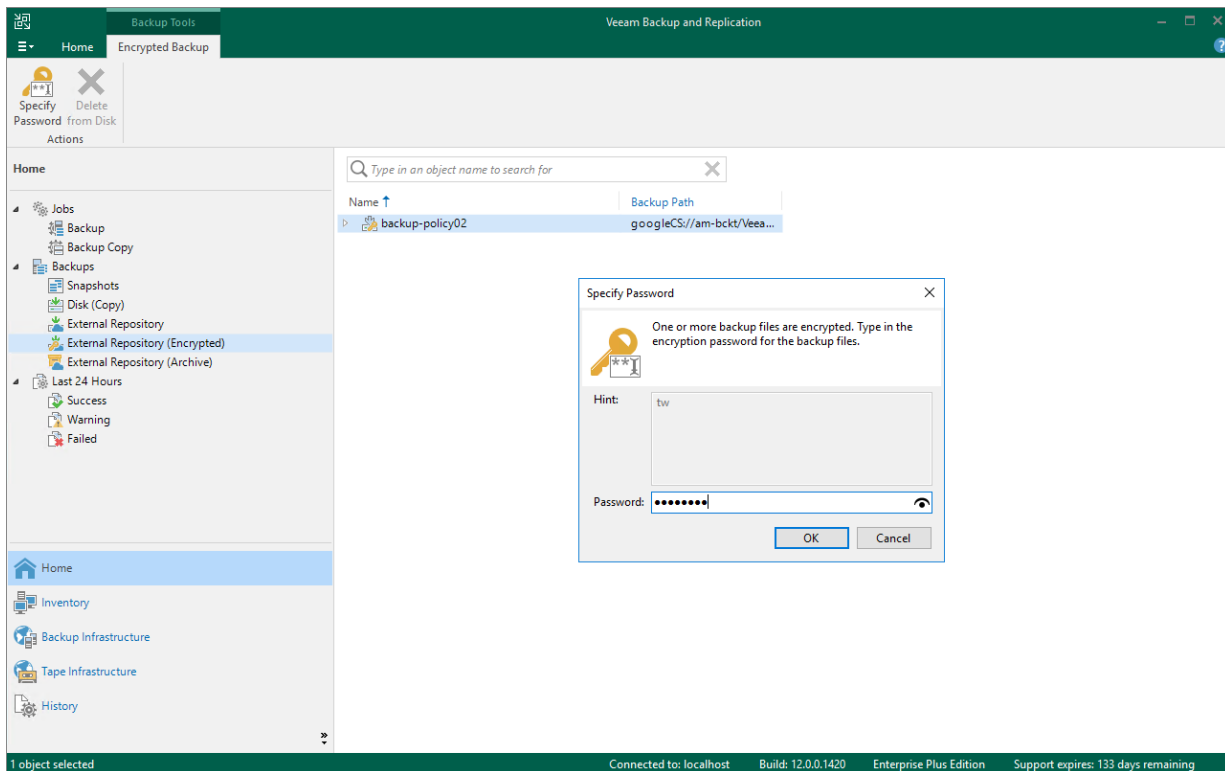 Backup Tools
Veeam Backup and Replication
Home Encrypted Backup
Specify Password
Delete from Disk
Actions
Home
Jobs
Backup
Backup Copy
Backups
Snapshots
Disk (Copy)
External Repository
External Repository (Encrypted)
External Repository (Archive)
Last 24 Hours
Success
Warning
Failed
Home
Inventory
Backup Infrastructure
Tape Infrastructure
History
Type in an object name to search for
Name Backup Path
backup-policy02 googleCS://am-bckt/Veea...
Specify Password
One or more backup files are encrypted. Type in the
encryption password for the backup files.
**
Hint: tw
Password: ••••••••
OK Cancel
1 object selected Connected to: localhost Build: 12.0.0.1420 Enterprise Plus Edition Support expires: 133 days remaining